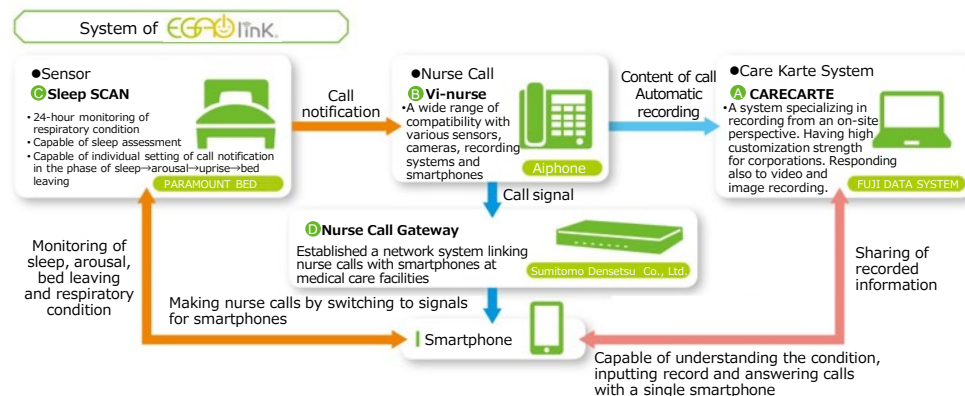 System of EGAO link®
●Sensor
C Sleep SCAN
・24-hour monitoring of
respiratory condition
・Capable of sleep assessment
・Capable of individual setting of call notification
in the phase of sleep→arousal→uprise→bed
leaving
PARAMOUNT BED
Call
notification
●Nurse Call
B Vi-nurse
・A wide range of
compatibility with
various sensors,
cameras, recording
systems and
smartphones
Aiphone
Content of call
Automatic
recording
●Care Karte System
A CARECARTE
・A system specializing in
recording from an on-site
perspective. Having high
customization strength
for corporations. Responding
also to video and
image recording.
FUJI DATA SYSTEM
Call signal
D Nurse Call Gateway
Established a network system linking
nurse calls with smartphones at
medical care facilities
Sumitomo Densetsu Co., Ltd.
Monitoring of
sleep, arousal,
bed leaving
and respiratory
condition
Making nurse calls by switching to signals
for smartphones
Smartphone
Sharing of
recorded
information
Capable of understanding the condition,
inputting record and answering calls
with a single smartphone